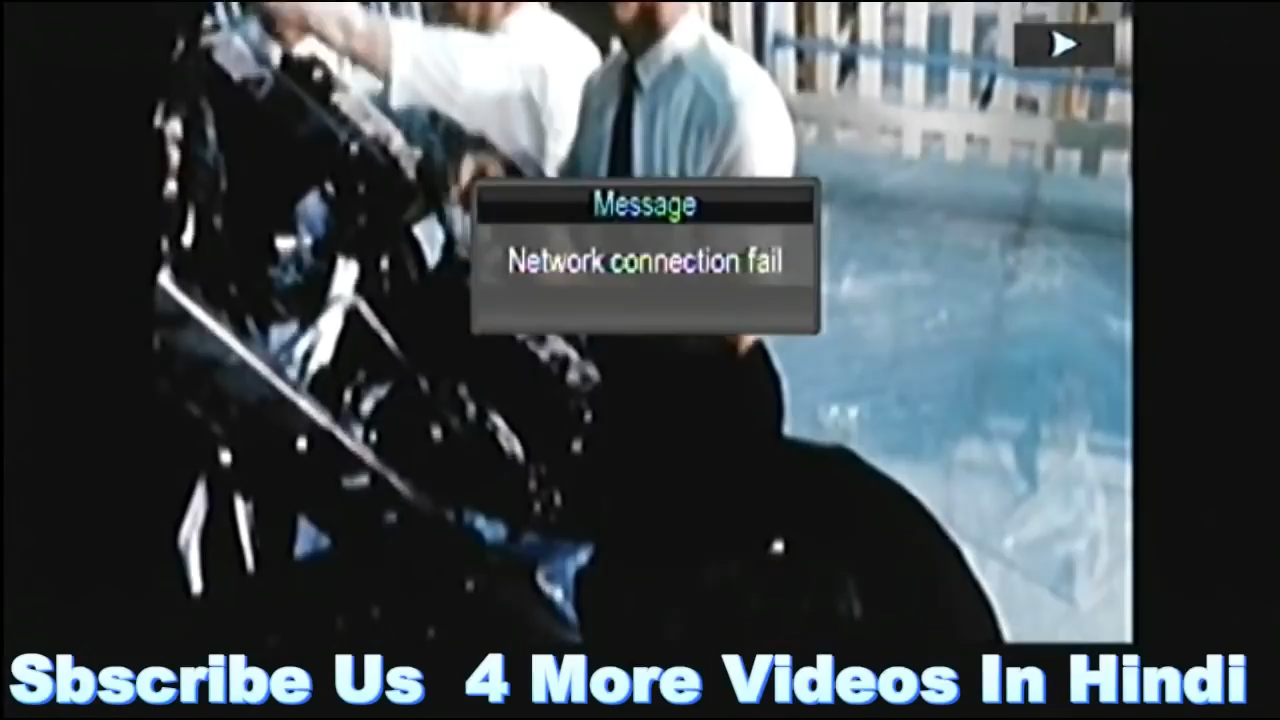 Message
Network connection fail
Sbscribe Us 4 More Videos In Hindi